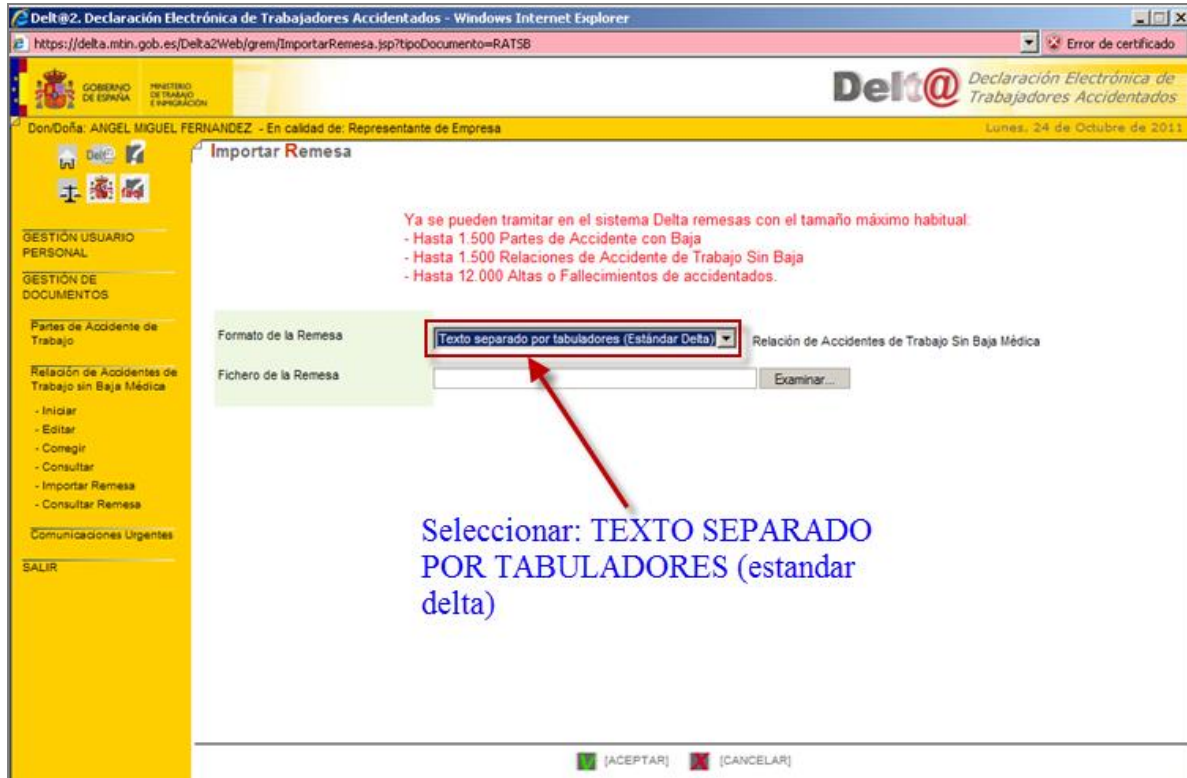 Delt@2. Declaración Electrónica de Trabajadores Accidentados - Windows Internet Explorer
https://delta.mtin.gob.es/Delta2Web/grem/ImportarRemesa.jsp?tipoDocumento=RATSB
Error de certificado
GOBIERNO DE ESPAÑA
MINISTERIO DE TRABAJO E INMIGRACIÓN
Delt@
Declaración Electrónica de
Trabajadores Accidentados
Don/Doña: ANGEL MIGUEL FERNANDEZ - En calidad de: Representante de Empresa
Lunes, 24 de Octubre de 2011
Delt@
faq!
Importar Remesa
Ya se pueden tramitar en el sistema Delta remesas con el tamaño máximo habitual:
- Hasta 1.500 Partes de Accidente con Baja
- Hasta 1.500 Relaciones de Accidente de Trabajo Sin Baja
- Hasta 12.000 Altas o Fallecimientos de accidentados.
GESTIÓN USUARIO
PERSONAL
GESTIÓN DE
DOCUMENTOS
Partes de Accidente de
Trabajo
Relación de Accidentes de
Trabajo sin Baja Médica
- Iniciar
- Editar
- Corregir
- Consultar
- Importar Remesa
- Consultar Remesa
Comunicaciones Urgentes
SALIR
Formato de la Remesa
Texto separado por tabuladores (Estándar Delta)
Relación de Accidentes de Trabajo Sin Baja Médica
Fichero de la Remesa
Examinar...
Seleccionar: TEXTO SEPARADO
POR TABULADORES (estandar
delta)
[ACEPTAR]
[CANCELAR]